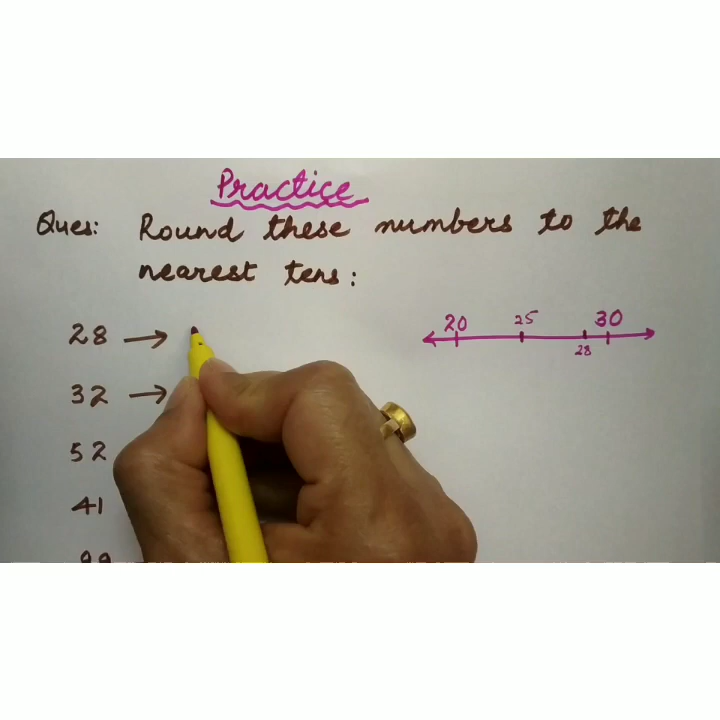 Practice
Ques: Round these numbers to the
nearest tens:
28 →
20 25 28 30
32 →
52
41